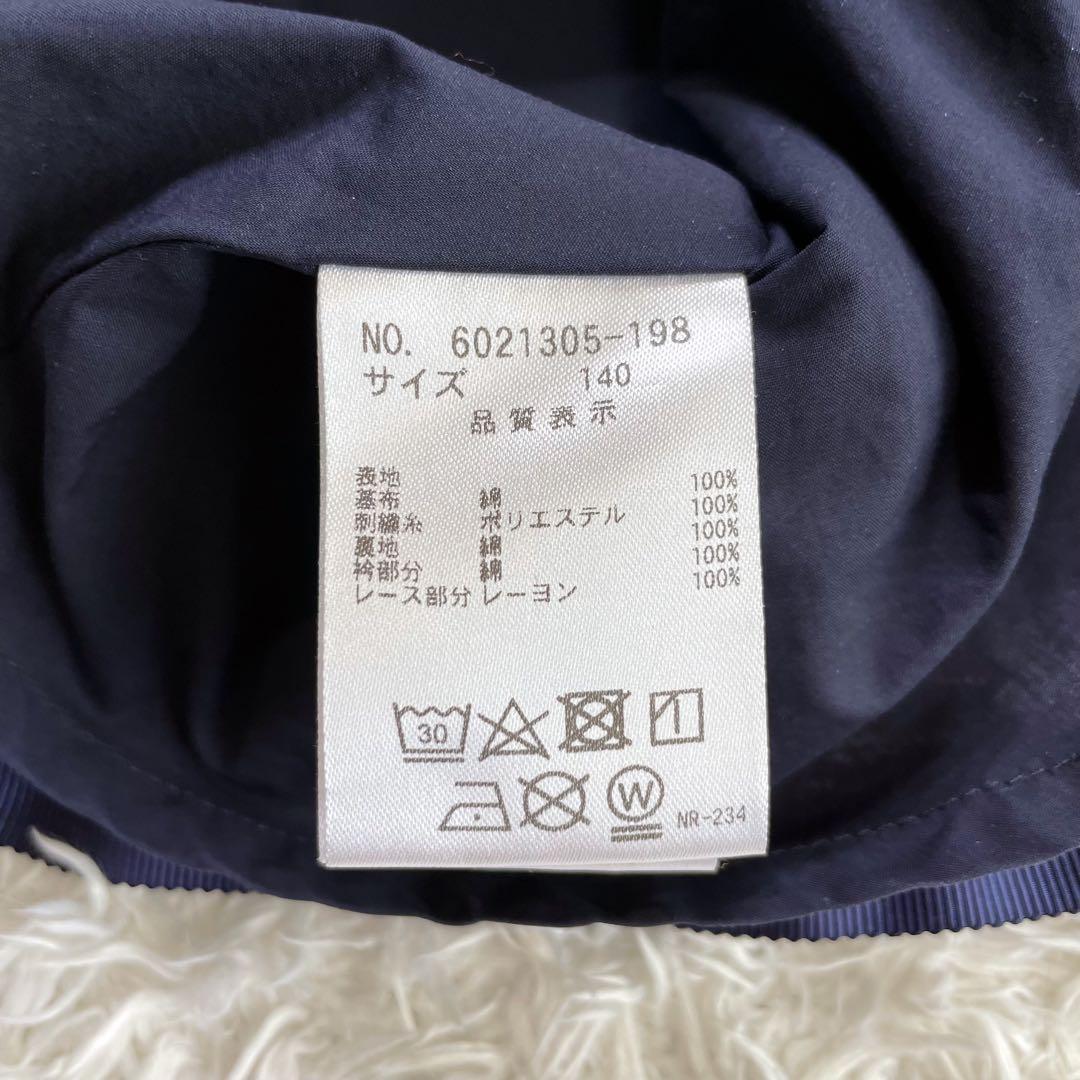 NO. 6021305-198
サイズ 140
品質表示
表地
基布 綿 100%
刺繍糸 ポリエステル 100%
裏地 綿 100%
衿部分 綿 100%
レース部分 レーヨン 100%
30
W
NR-234